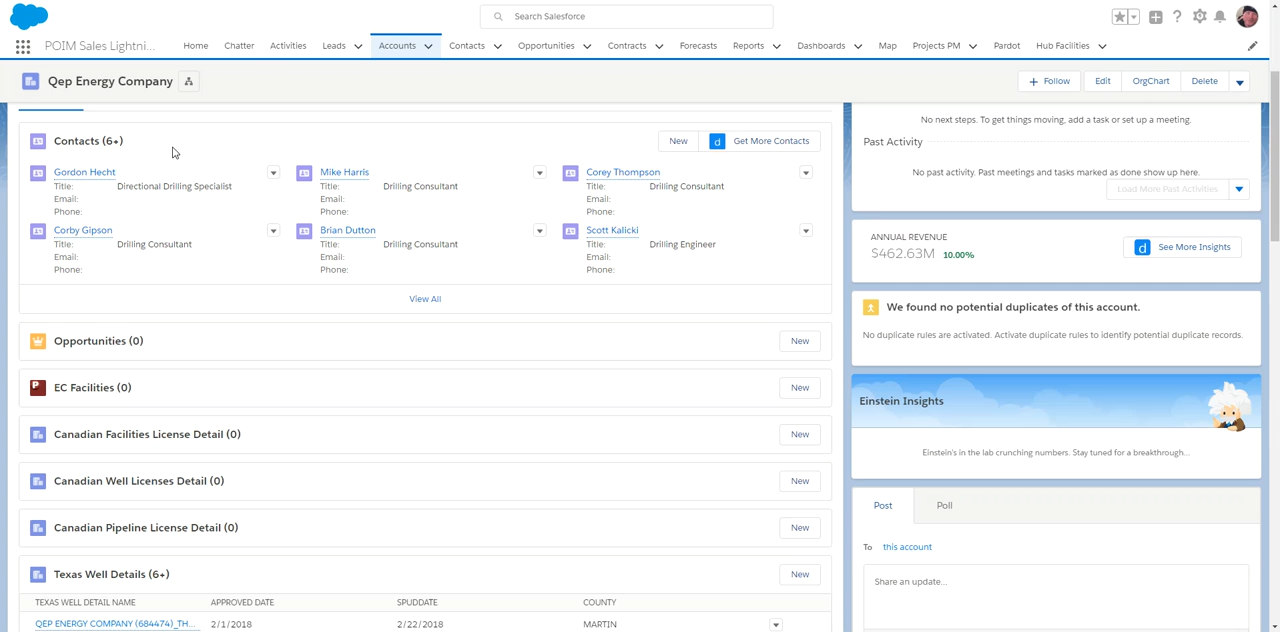 Search Salesforce
POIM Sales Lightni... Home Chatter Activities Leads Accounts Contacts Opportunities Contracts Forecasts Reports Dashboards Map Projects PM Pardot Hub Facilities
Qep Energy Company
Follow Edit OrgChart Delete
Contacts (6+) New d Get More Contacts
Gordon Hecht Mike Harris Corey Thompson
Title: Directional Drilling Specialist Title: Drilling Consultant Title: Drilling Consultant
Email: Email: Email:
Phone: Phone: Phone:
Corby Gipson Brian Dutton Scott Kalicki
Title: Drilling Consultant Title: Drilling Consultant Title: Drilling Engineer
Email: Email: Email:
Phone: Phone: Phone:
View All
Opportunities (0) New
P EC Facilities (0) New
Canadian Facilities License Detail (0) New
Canadian Well Licenses Detail (0) New
Canadian Pipeline License Detail (0) New
Texas Well Details (6+) New
TEXAS WELL DETAIL NAME APPROVED DATE SPUDDATE COUNTY
QEP ENERGY COMPANY (684474)_TH... 2/1/2018 2/22/2018 MARTIN
No next steps. To get things moving, add a task or set up a meeting.
Past Activity
No past activity. Past meetings and tasks marked as done show up here.
Load More Past Activities
ANNUAL REVENUE
$462.63M 10.00% d See More Insights
We found no potential duplicates of this account.
No duplicate rules are activated. Activate duplicate rules to identify potential duplicate records.
Einstein Insights
Einstein's in the lab crunching numbers. Stay tuned for a breakthrough...
Post Poll
To this account
Share an update...